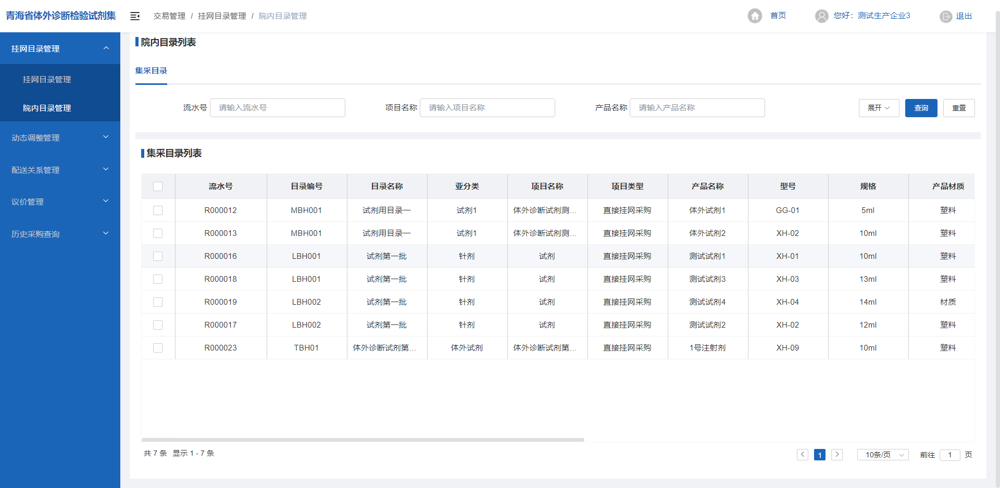 青海省体外诊断检验试剂集
交易管理 / 挂网目录管理 / 院内目录管理
首页
您好：测试生产企业3
退出
挂网目录管理
挂网目录管理
院内目录管理
动态调整管理
配送关系管理
议价管理
历史采购查询
院内目录列表
集采目录
流水号 请输入流水号 项目名称 请输入项目名称 产品名称 请输入产品名称 展开 查询 重置
集采目录列表
流水号 目录编号 目录名称 亚分类 项目名称 项目类型 产品名称 型号 规格 产品材质
R000012 MBH001 试剂用目录一 试剂1 体外诊断试剂测... 直接挂网采购 体外试剂1 GG-01 5ml 塑料
R000013 MBH001 试剂用目录一 试剂1 体外诊断试剂测... 直接挂网采购 体外试剂2 XH-02 10ml 塑料
R000016 LBH001 试剂第一批 针剂 试剂 直接挂网采购 测试试剂1 XH-01 10ml 塑料
R000018 LBH001 试剂第一批 针剂 试剂 直接挂网采购 测试试剂3 XH-03 13ml 塑料
R000019 LBH002 试剂第一批 针剂 试剂 直接挂网采购 测试试剂4 XH-04 14ml 材质
R000017 LBH002 试剂第一批 针剂 试剂 直接挂网采购 测试试剂2 XH-02 12ml 塑料
R000023 TBH01 体外诊断试剂第... 体外试剂 体外诊断试剂第... 直接挂网采购 1号注射剂 XH-09 10ml 塑料
共 7 条 显示 1 - 7 条
1 10条/页 前往 1 页